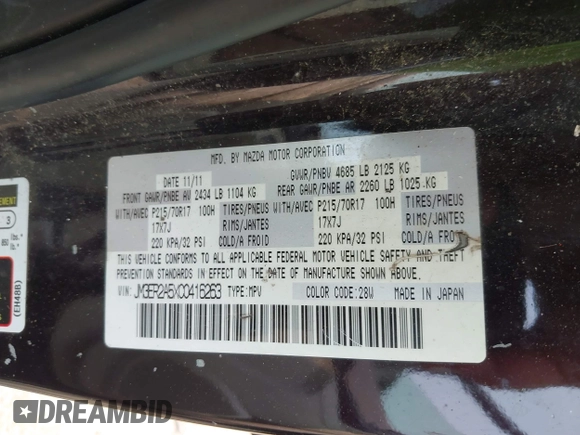 MFD. BY MAZDA MOTOR CORPORATION
DATE 11/11 GVWR/PNBV 4685 LB 2125 KG
FRONT GAWR/PNBE AV 2434 LB 1104 KG REAR GAWR/PNBE AR 2260 LB 1025 KG
WITH/AVEC P215/70R17 100H TIRES/PNEUS WITH/AVEC P215/70R17 100H TIRES/PNEUS
17X7J RIMS/JANTES 17X7J RIMS/JANTES
220 KPA/32 PSI COLD/A FROID 220 KPA/32 PSI COLD/A FROID
THIS VEHICLE CONFORMS TO ALL APPLICABLE FEDERAL MOTOR VEHICLE SAFETY AND THEFT
PREVENTION STANDARDS IN EFFECT ON THE DATE OF MANUFACTURE SHOWN ABOVE.
VIN: JM3ER2A5XC0416263 TYPE:MPV COLOR CODE:28W MADE IN JAPAN
3
(EH48B)
DREAMBID